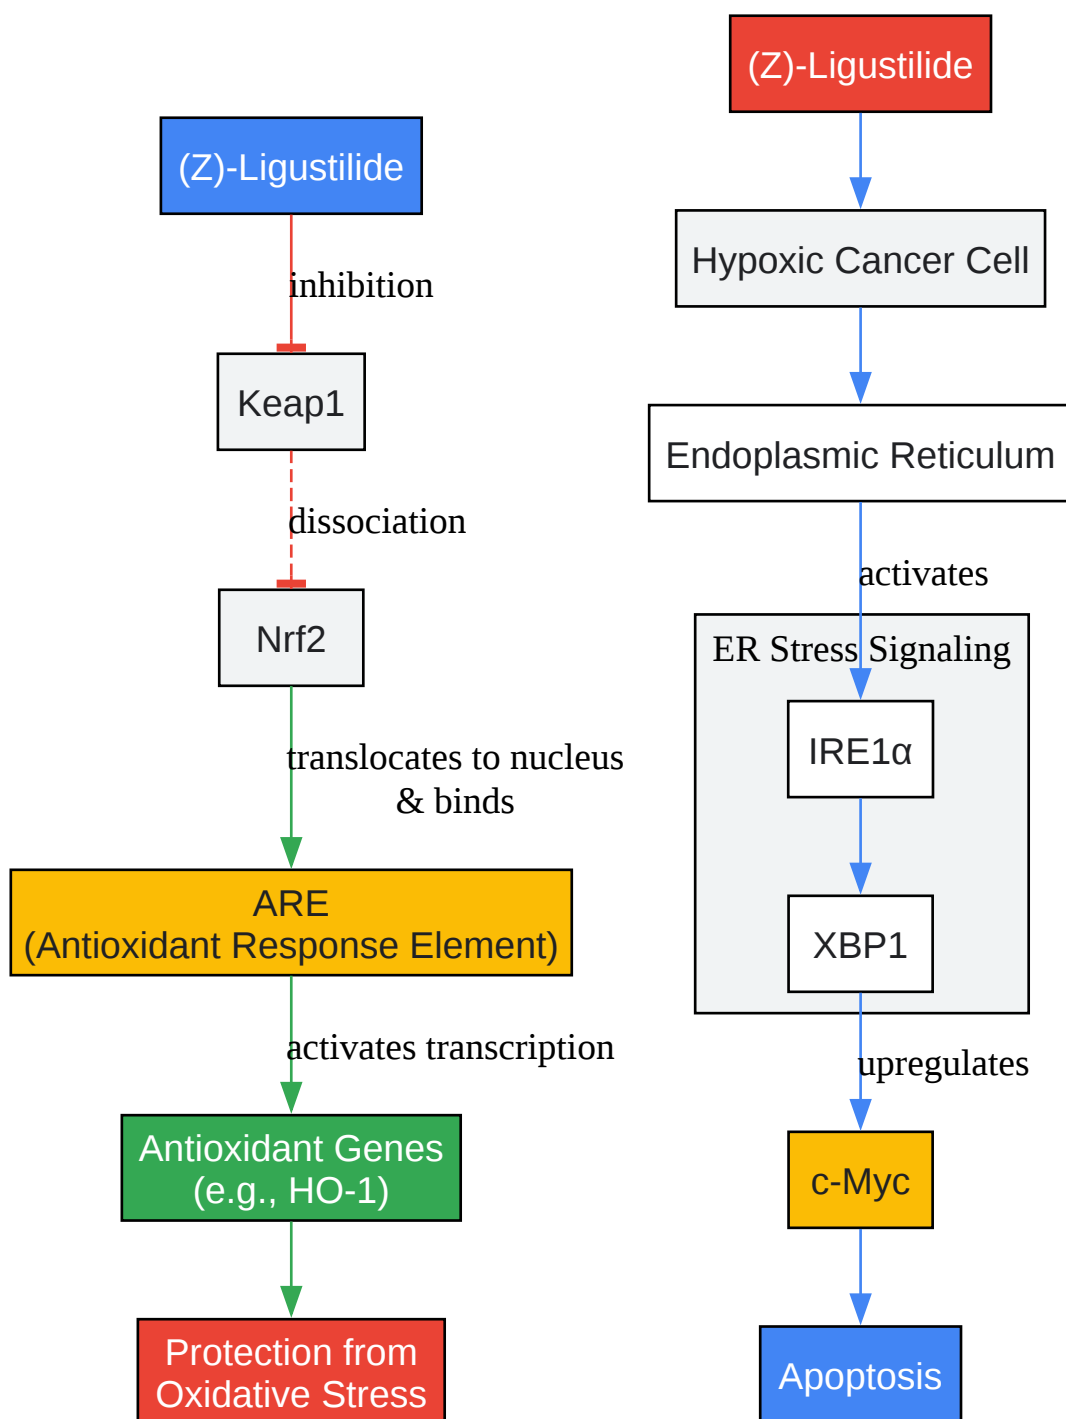 (Z)-Ligustilide
inhibition
Keap1
dissociation
Nrf2
translocates to nucleus
& binds
ARE
(Antioxidant Response Element)
activates transcription
Antioxidant Genes
(e.g., HO-1)
Protection from
Oxidative Stress
(Z)-Ligustilide
Hypoxic Cancer Cell
Endoplasmic Reticulum
activates
ER Stress Signaling
IRE1α
XBP1
upregulates
c-Myc
Apoptosis